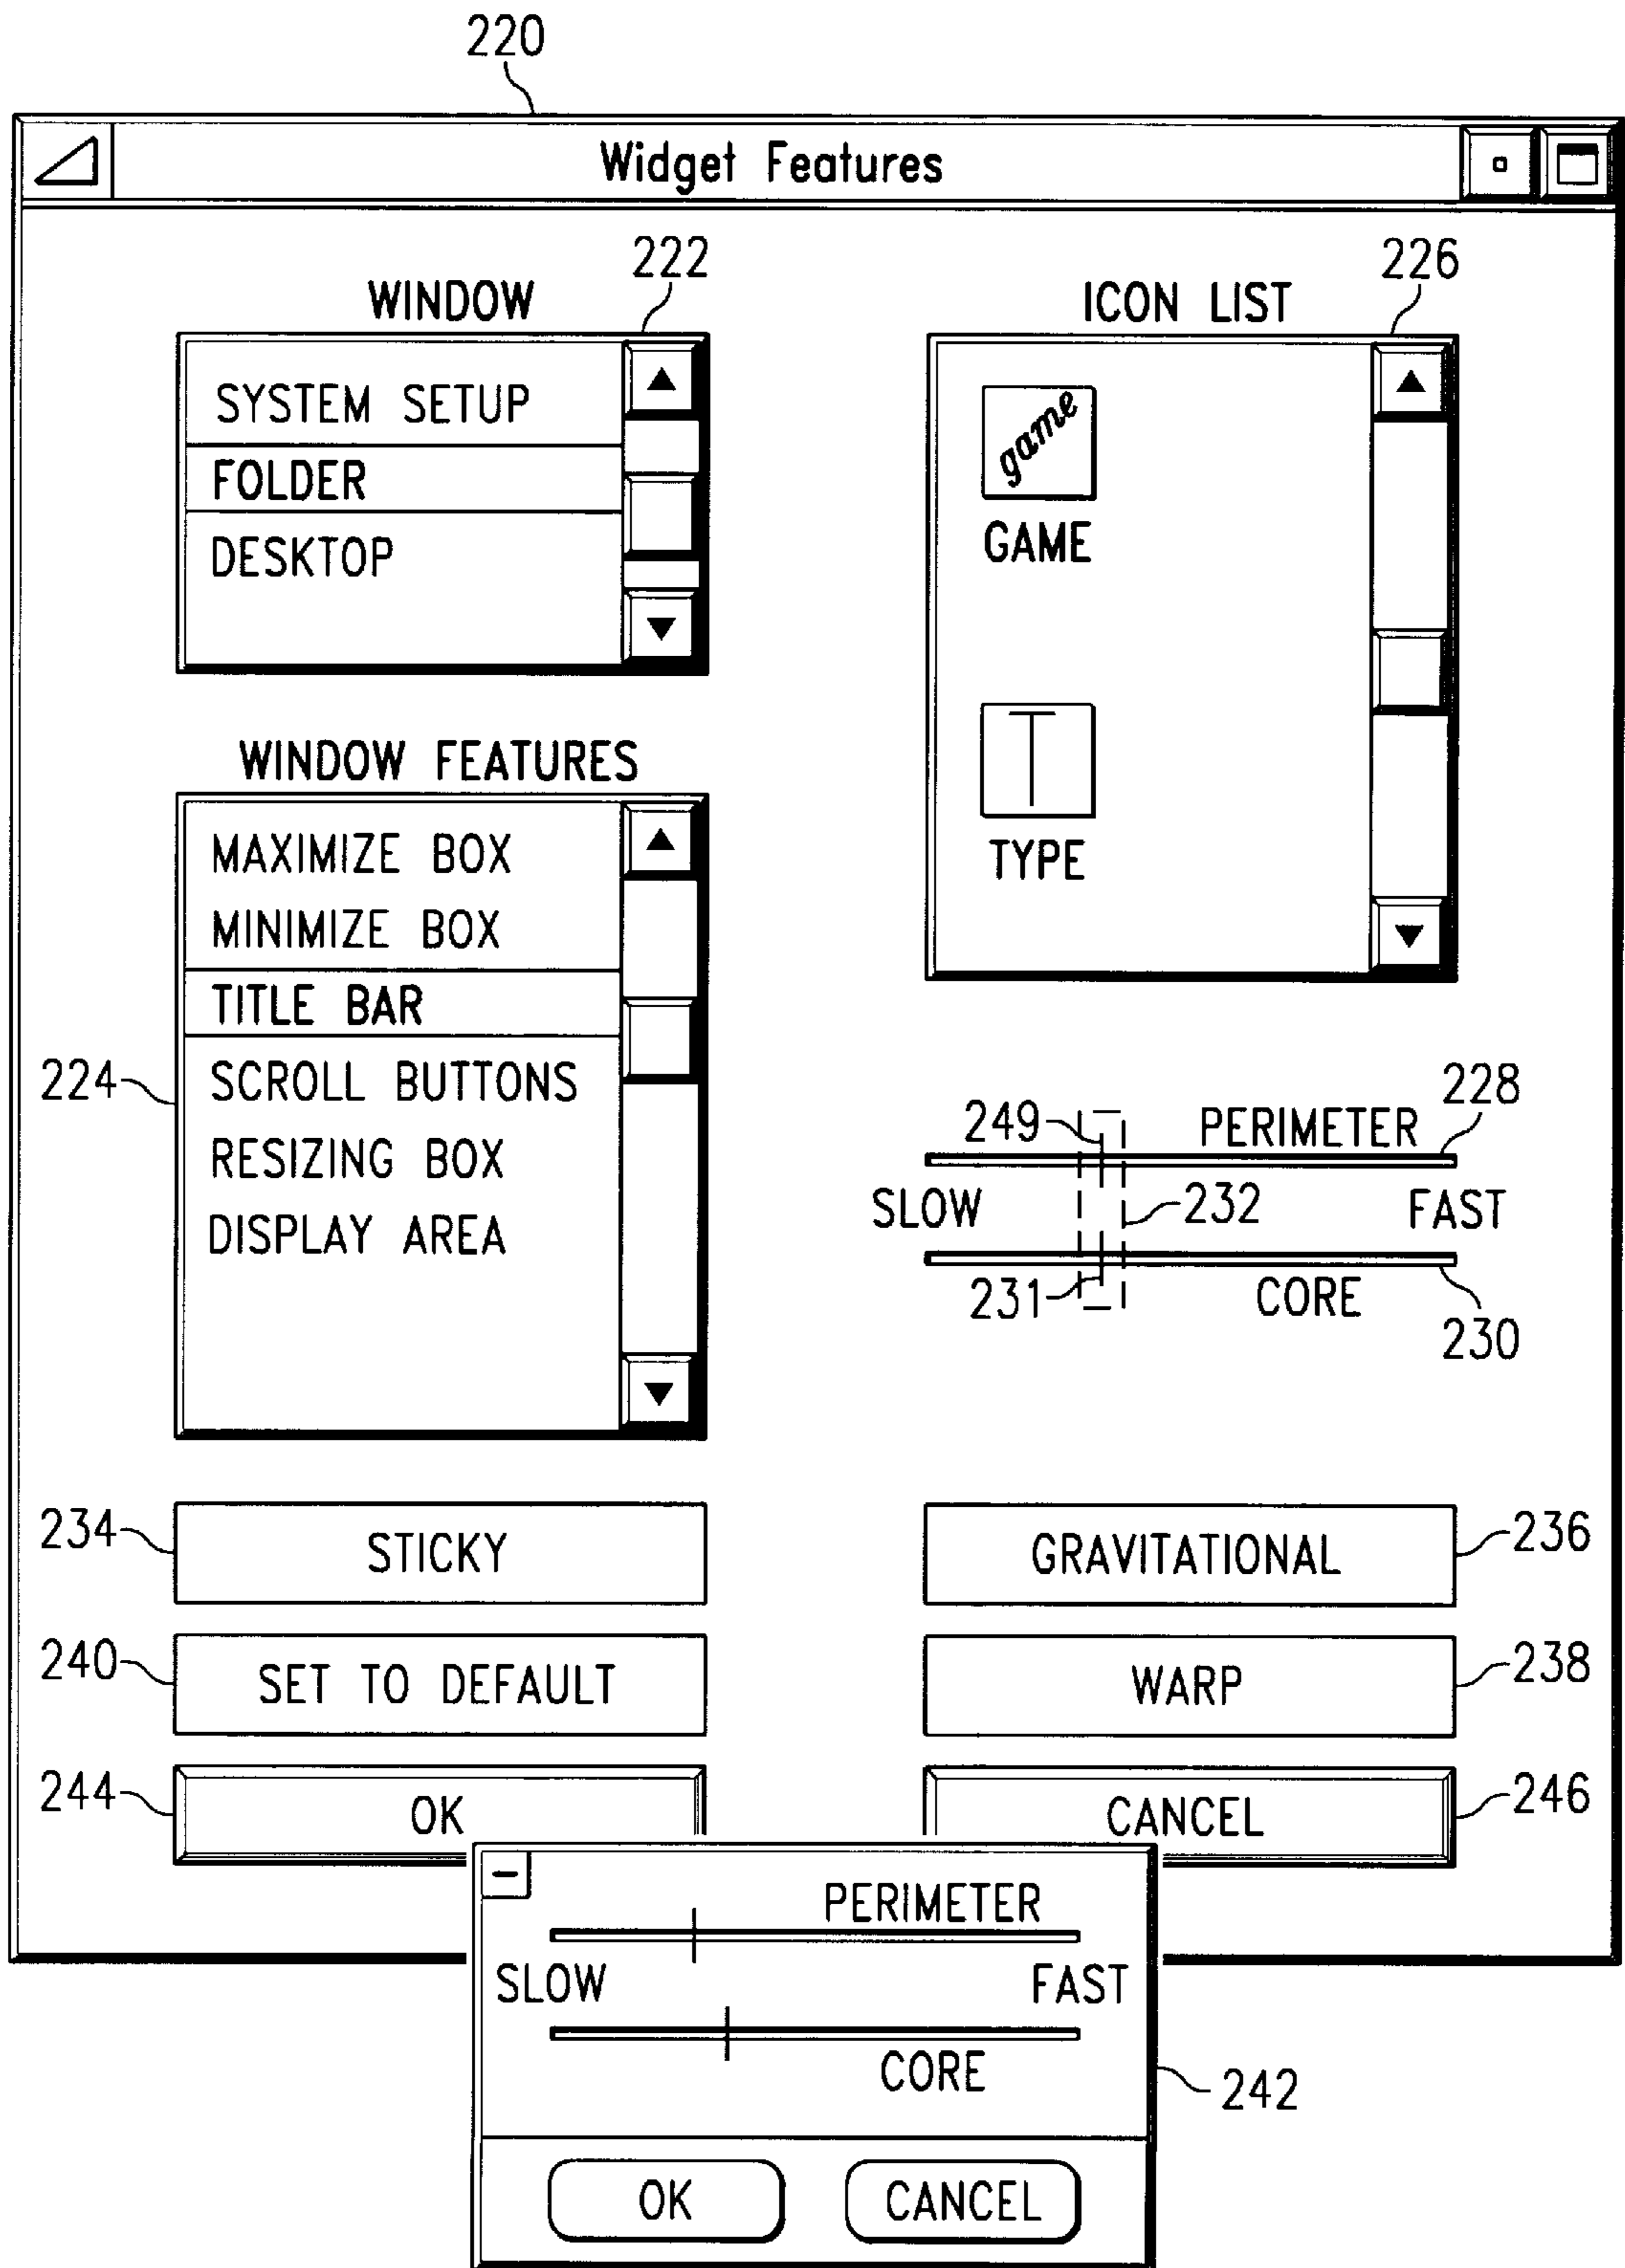 220
Widget Features
222
WINDOW
SYSTEM SETUP
FOLDER
DESKTOP
226
ICON LIST
game
GAME
T
TYPE
WINDOW FEATURES
MAXIMIZE BOX
MINIMIZE BOX
TITLE BAR
SCROLL BUTTONS
RESIZING BOX
DISPLAY AREA
224
228
249
PERIMETER
SLOW
232
FAST
231
CORE
230
234
STICKY
GRAVITATIONAL
236
240
SET TO DEFAULT
WARP
238
244
OK
CANCEL
246
PERIMETER
SLOW
FAST
CORE
242
OK
CANCEL